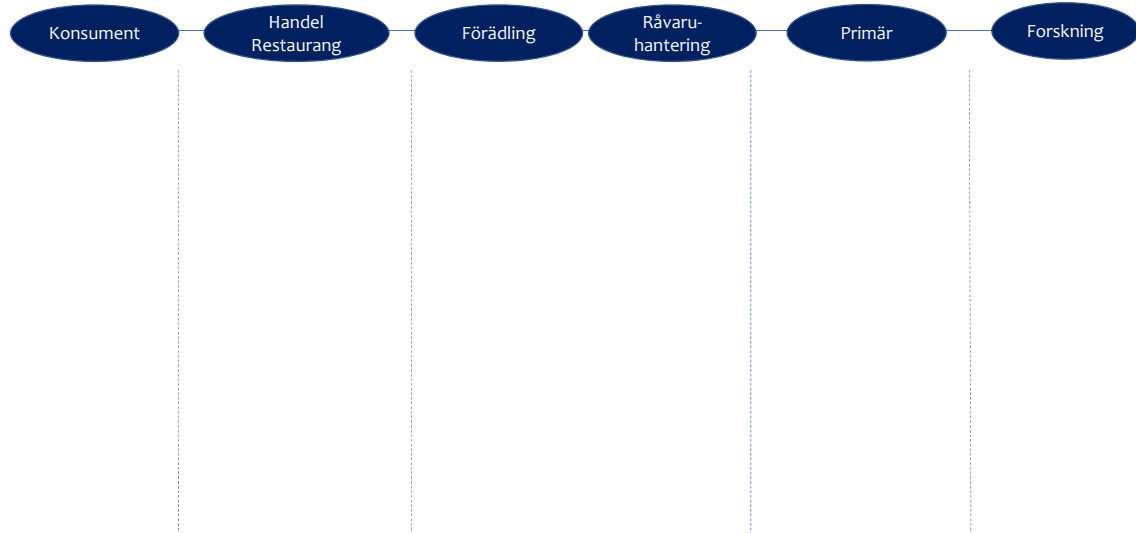 Konsument
Handel
Restaurang
Förädling
Råvaru-
hantering
Primär
Forskning